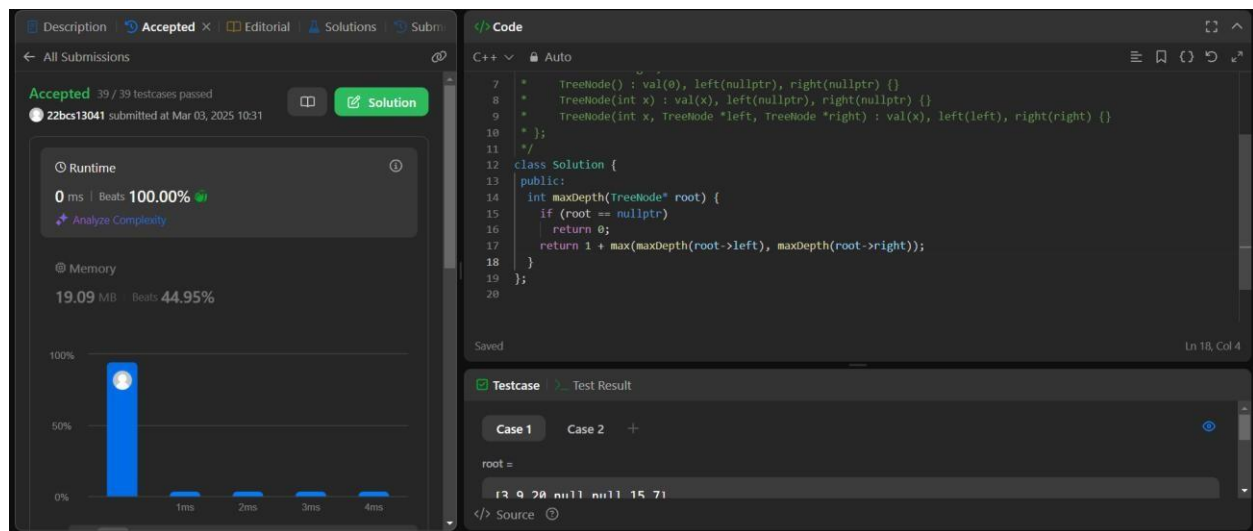 Description
Accepted ×
Editorial
Solutions
Subm
← All Submissions
Accepted 39 / 39 testcases passed
22bcs13041 submitted at Mar 03, 2025 10:31
Solution
Runtime
0 ms | Beats 100.00%
Analyze Complexity
Memory
19.09 MB | Beats 44.95%
100%
50%
0%
1ms 2ms 3ms 4ms
</> Code
C++ Auto
7 * TreeNode() : val(0), left(nullptr), right(nullptr) {}
8 * TreeNode(int x) : val(x), left(nullptr), right(nullptr) {}
9 * TreeNode(int x, TreeNode *left, TreeNode *right) : val(x), left(left), right(right) {}
10 * };
11 */
12 class Solution {
13 public:
14 int maxDepth(TreeNode* root) {
15 if (root == nullptr)
16 return 0;
17 return 1 + max(maxDepth(root->left), maxDepth(root->right));
18 }
19 };
20
Saved
Ln 18, Col 4
Testcase
>_ Test Result
Case 1 Case 2 +
root =
[3,9,20,null,null,15,7]
</> Source